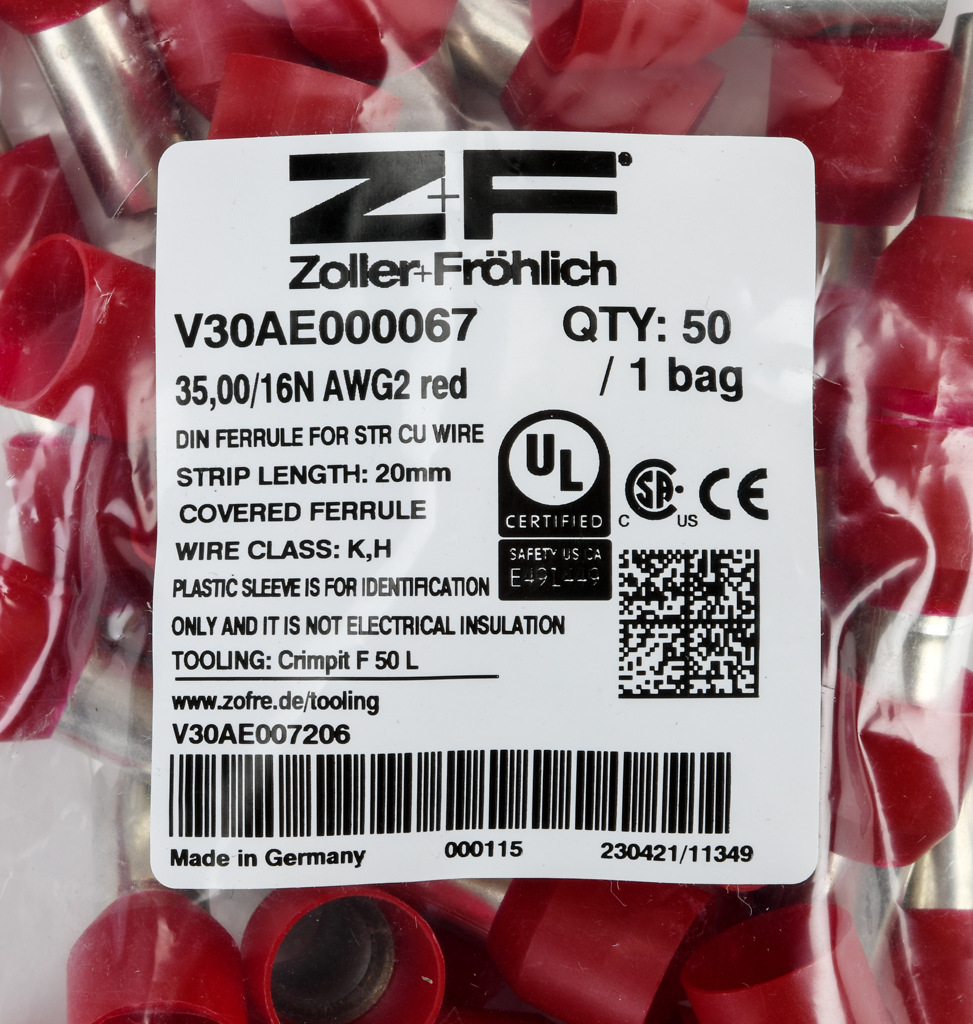 Z+F
Zoller+Fröhlich
V30AE000067
QTY: 50
/ 1 bag
35,00/16N AWG2 red
DIN FERRULE FOR STR CU WIRE
STRIP LENGTH: 20mm
COVERED FERRULE
WIRE CLASS: K,H
UL
CERTIFIED
SAFETY US CA
E491449
C SA US
CE
PLASTIC SLEEVE IS FOR IDENTIFICATION
ONLY AND IT IS NOT ELECTRICAL INSULATION
TOOLING: Crimpit F 50 L
www.zofre.de/tooling
V30AE007206
Made in Germany
000115
230421/11349